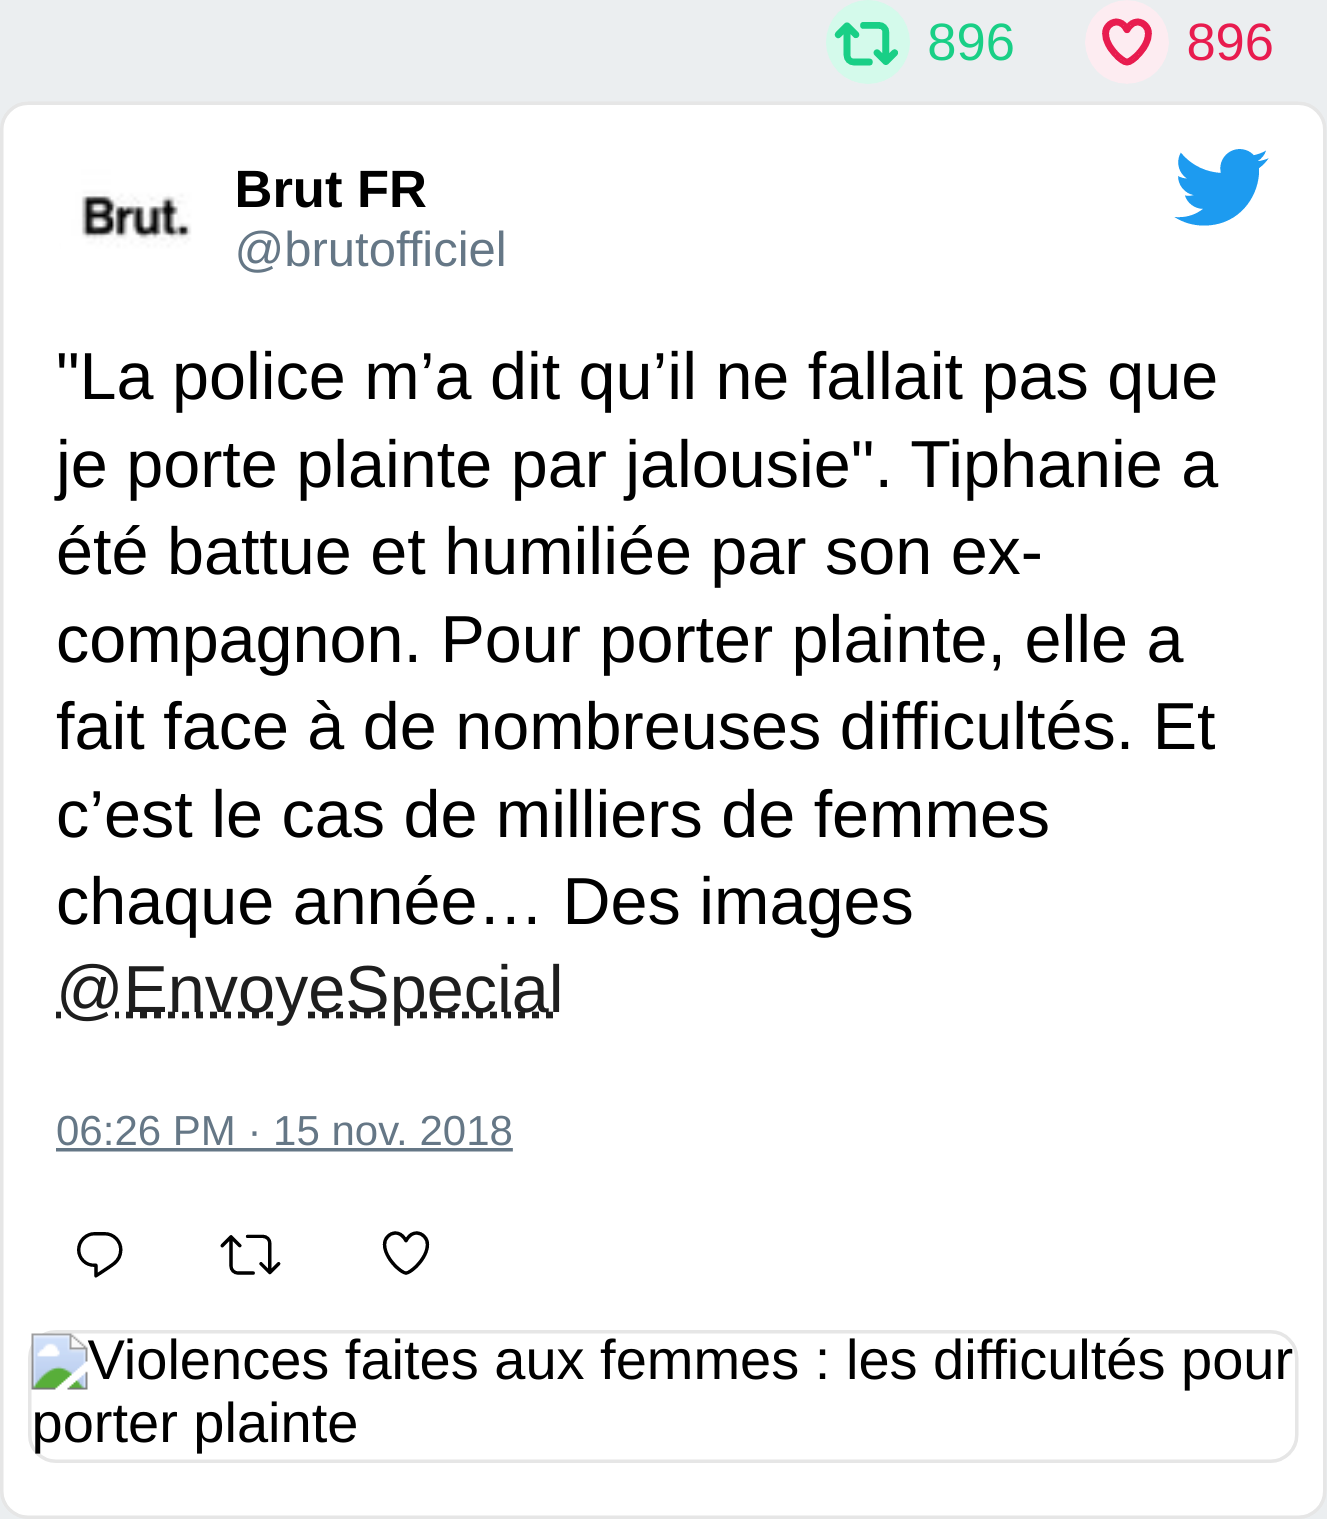 896 896
Brut.
Brut FR
@brutofficiel
"La police m’a dit qu’il ne fallait pas que
je porte plainte par jalousie". Tiphanie a
été battue et humiliée par son ex-
compagnon. Pour porter plainte, elle a
fait face à de nombreuses difficultés. Et
c’est le cas de milliers de femmes
chaque année… Des images
@EnvoyeSpecial
06:26 PM · 15 nov. 2018
Violences faites aux femmes : les difficultés pour
porter plainte